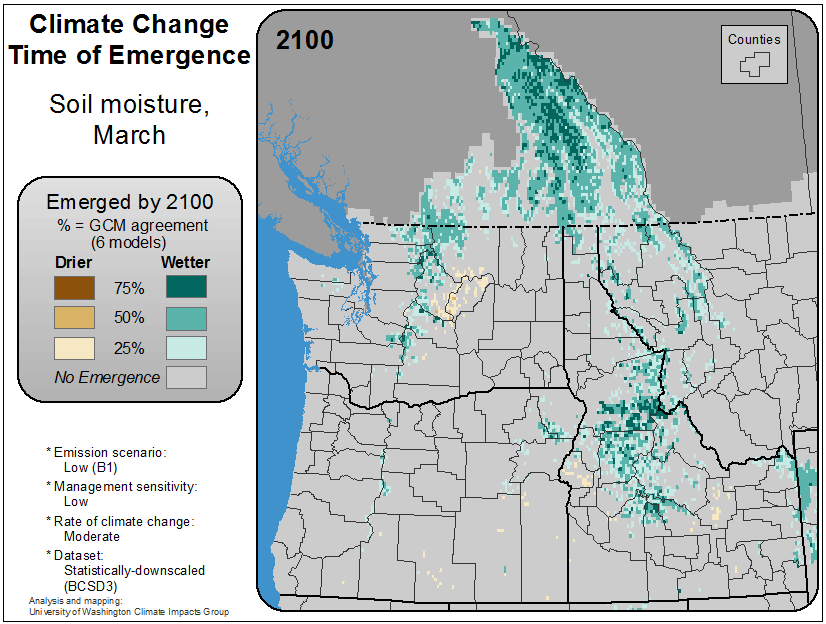 Climate Change
Time of Emergence
Soil moisture,
March
Emerged by 2100
% = GCM agreement
(6 models)
Drier
Wetter
75%
50%
25%
No Emergence
* Emission scenario:
Low (B1)
* Management sensitivity:
Low
* Rate of climate change:
Moderate
* Dataset:
Statistically-downscaled
(BCSD3)
Analysis and mapping:
University of Washington Climate Impacts Group
2100
Counties